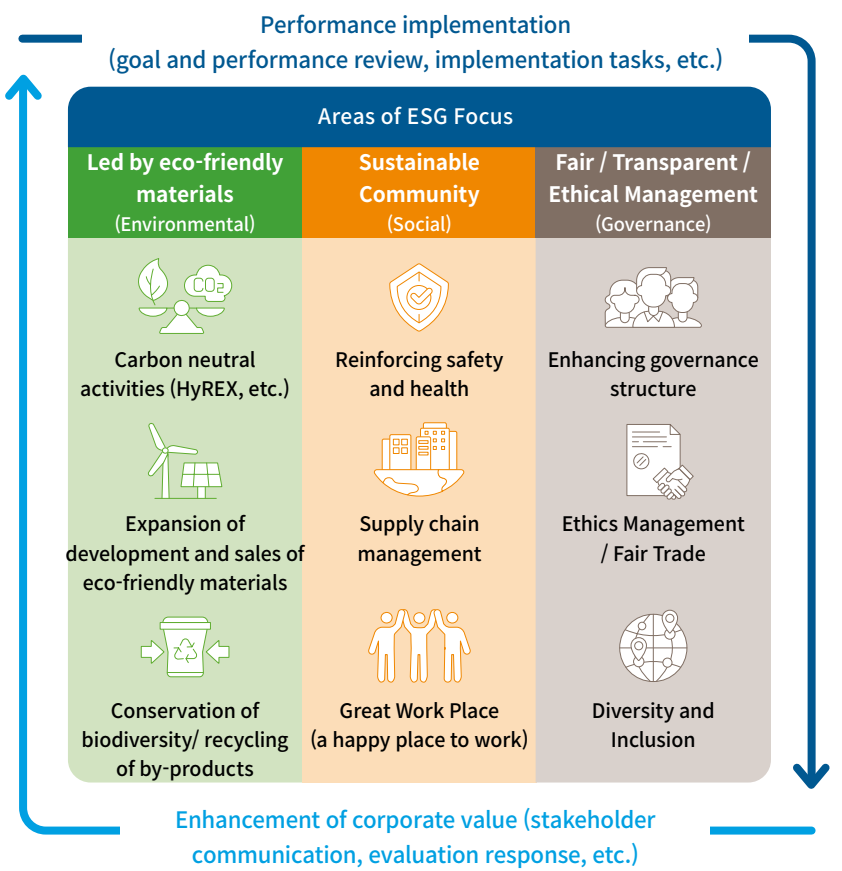 Performance implementation
(goal and performance review, implementation tasks, etc.)
Areas of ESG Focus
Led by eco-friendly
materials
(Environmental)
Sustainable
Community
(Social)
Fair / Transparent /
Ethical Management
(Governance)
CO2
Carbon neutral
activities (HyREX, etc.)
Reinforcing safety
and health
Enhancing governance
structure
Expansion of
development and sales of
eco-friendly materials
Supply chain
management
Ethics Management
/ Fair Trade
Conservation of
biodiversity/ recycling
of by-products
Great Work Place
(a happy place to work)
Diversity and
Inclusion
Enhancement of corporate value (stakeholder
communication, evaluation response, etc.)